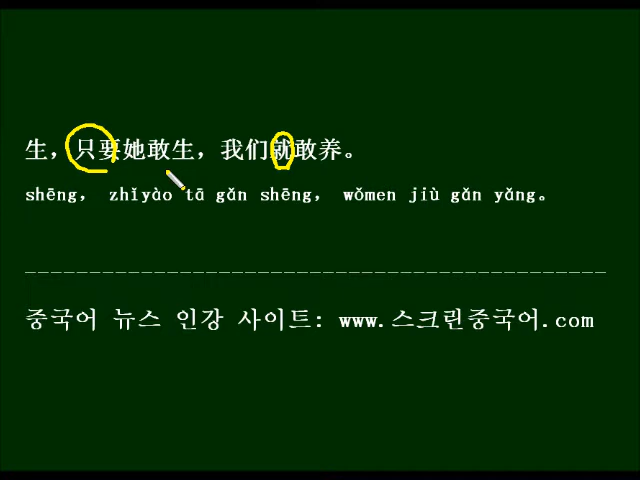 生，只要她敢生，我们就敢养。
shēng， zhǐyào tā gǎn shēng， wǒmen jiù gǎn yǎng。
중국어 뉴스 인강 사이트: www.스크린중국어.com